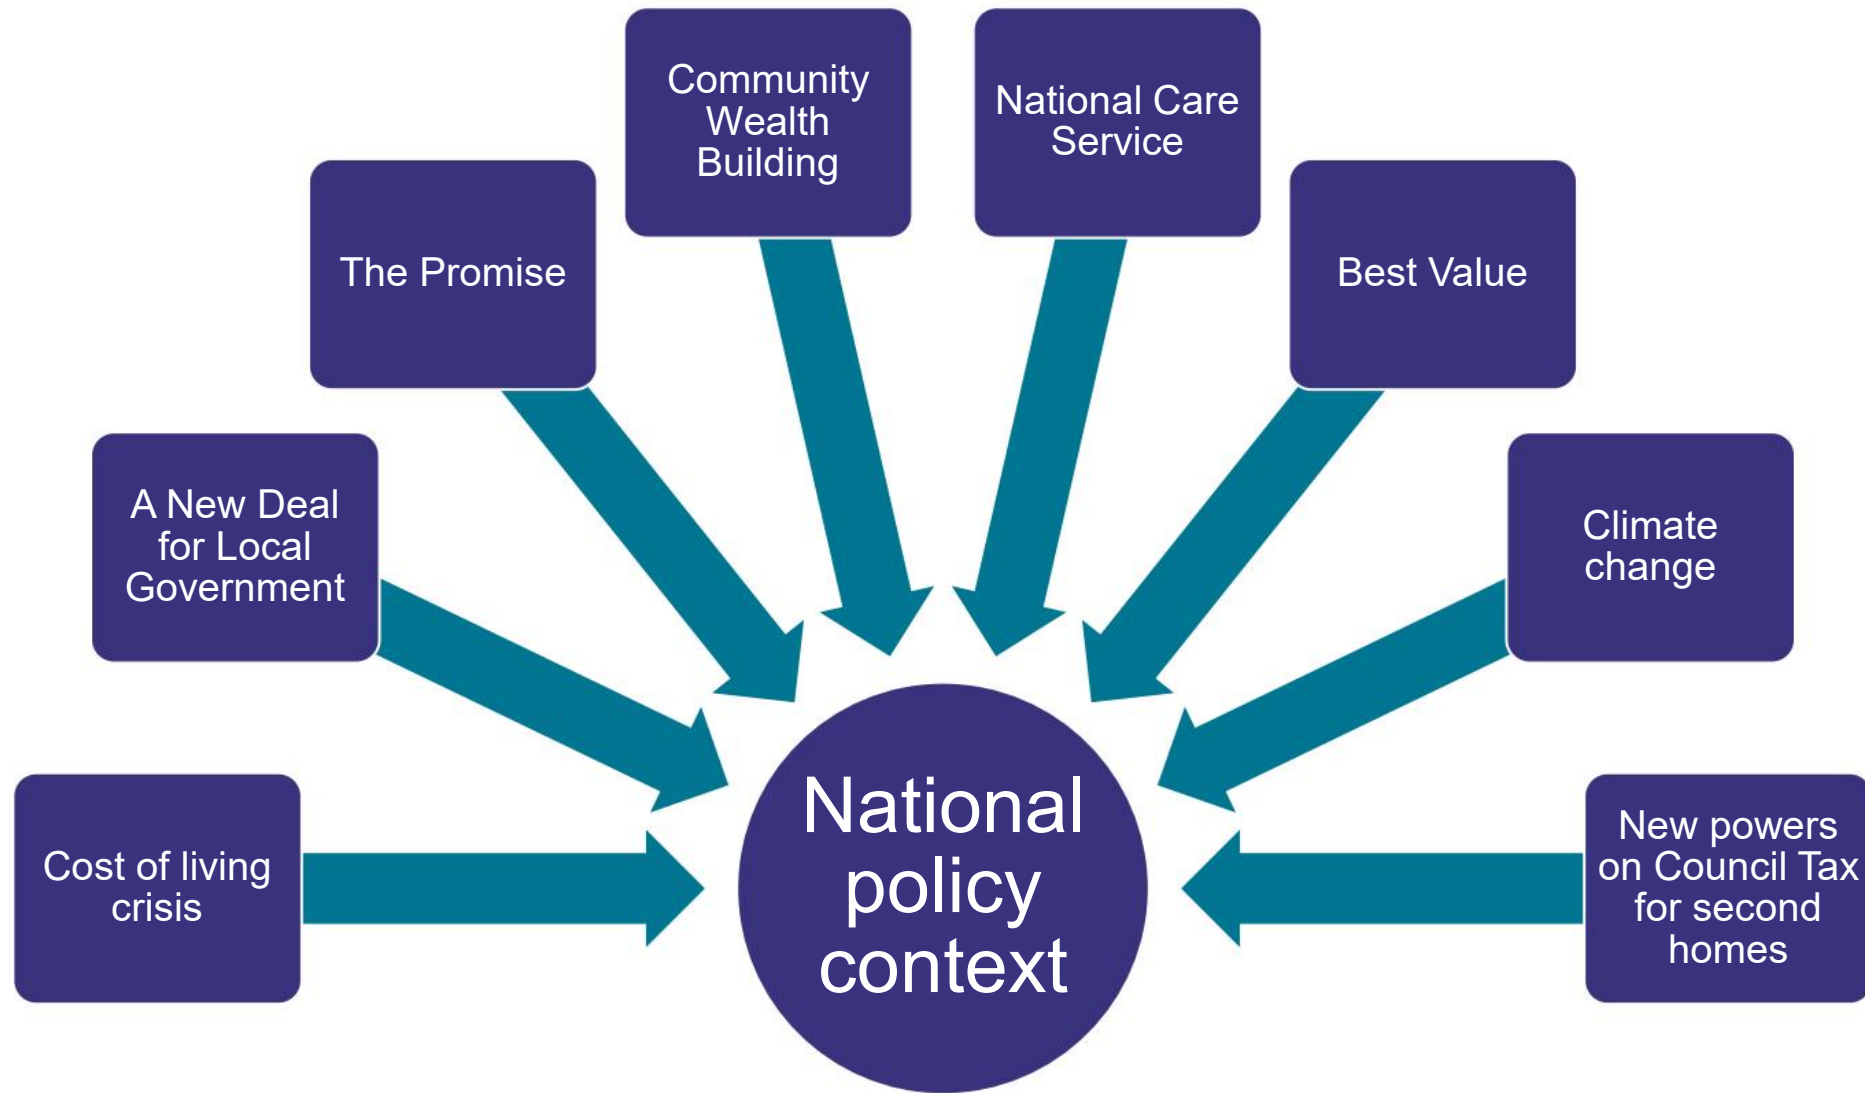 Cost of living
crisis
A New Deal
for Local
Government
The Promise
Community
Wealth
Building
National Care
Service
Best Value
Climate
change
New powers
on Council Tax
for second
homes
National
policy
context